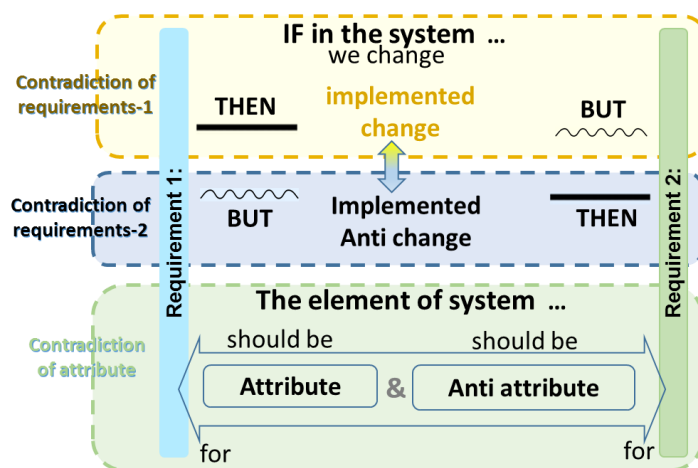 IF in the system ...
we change
Contradiction of
requirements-1
THEN
implemented
change
BUT
Requirement 1:
Requirement 2:
Contradiction of
requirements-2
BUT
Implemented
Anti change
THEN
The element of system ...
should be
should be
Contradiction
of attribute
Attribute
&
Anti attribute
for
for